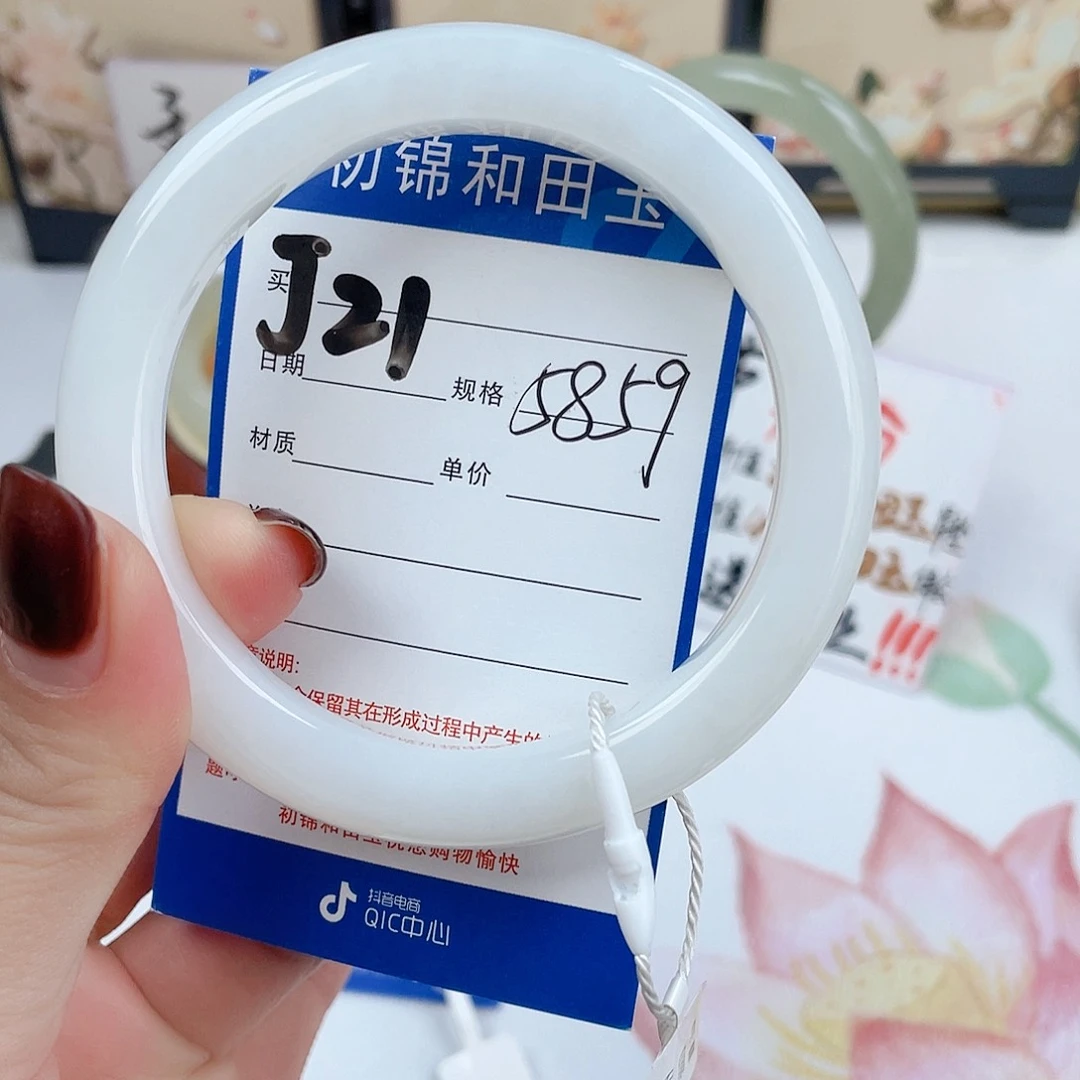 初锦和田玉
J21
买
日期
规格 5859
材质
单价
说明:
保留其在形成过程中产生的
初锦和田玉祝您购物愉快
抖音电商
QIC中心